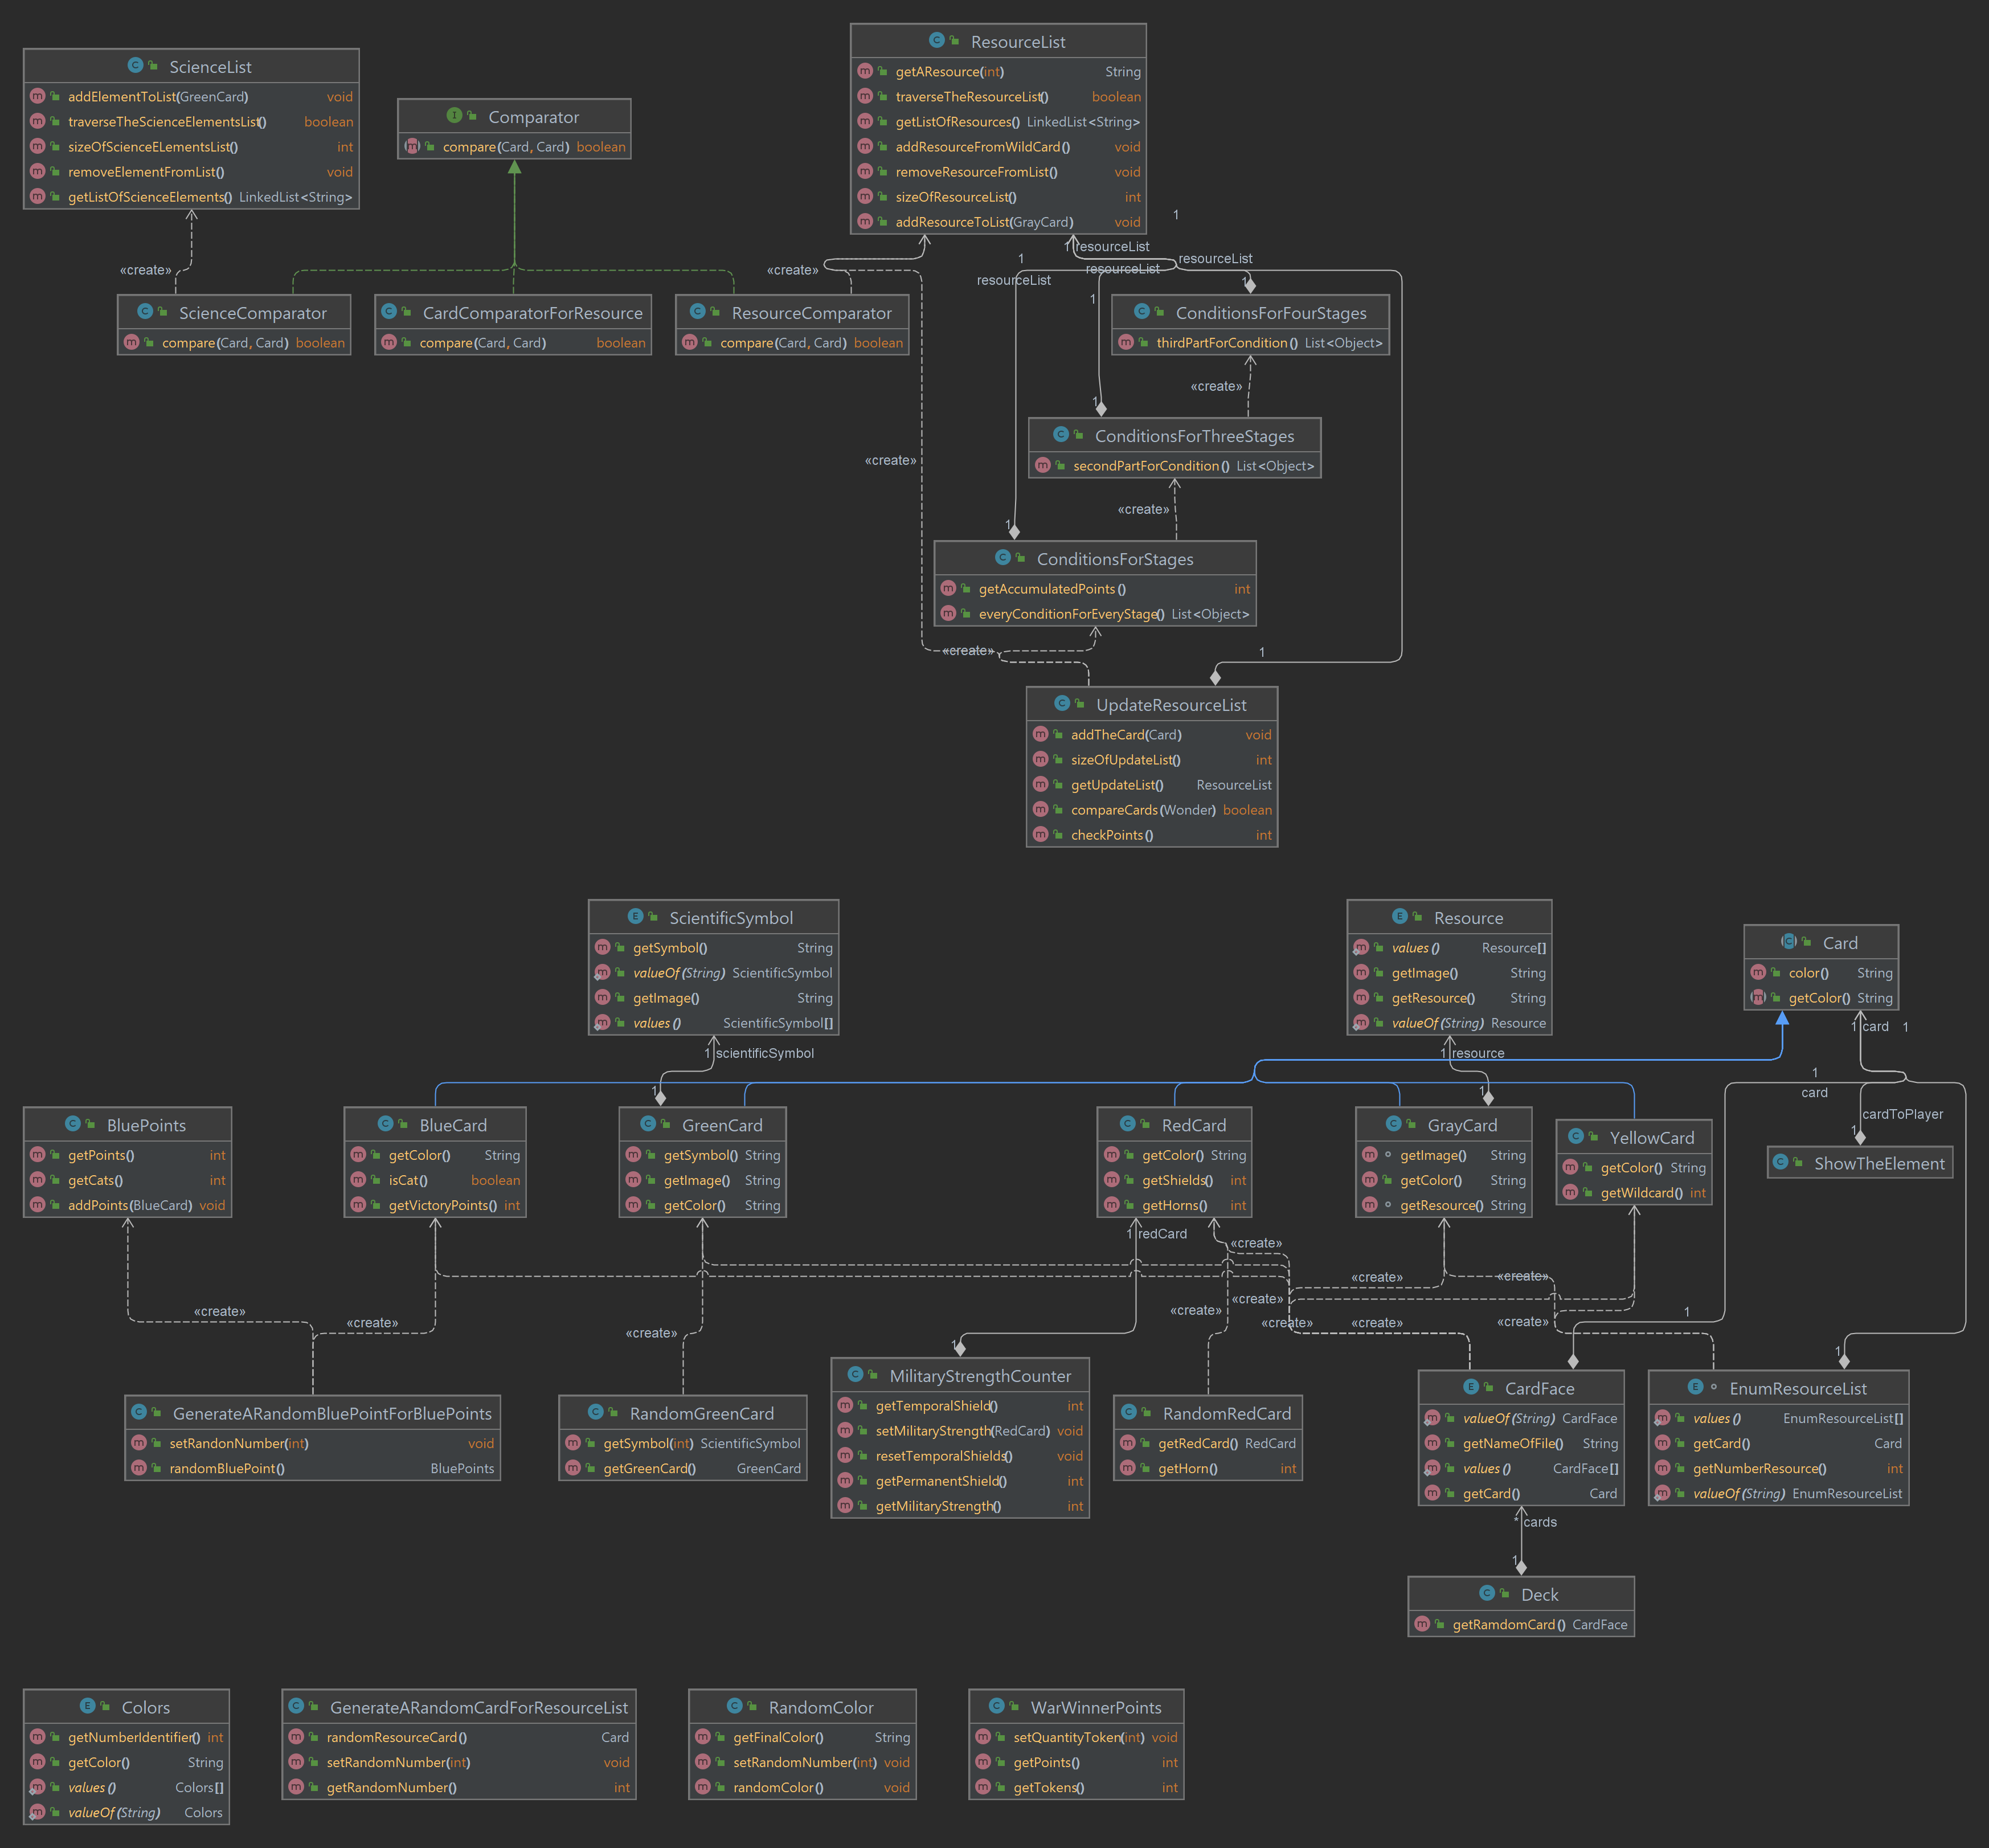 ScienceList
addElementToList(GreenCard) void
traverseTheScienceElementsList() boolean
sizeOfScienceELementsList() int
removeElementFromList() void
getListOfScienceElements() LinkedList<String>
Comparator
compare(Card, Card) boolean
ResourceList
getAResource(int) String
traverseTheResourceList() boolean
getListOfResources() LinkedList<String>
addResourceFromWildCard() void
removeResourceFromList() void
sizeOfResourceList() int
addResourceToList(GrayCard) void
1
1 resourceList
resourceList
resourceList
resourceList
1
1
1
«create»
«create»
ScienceComparator
compare(Card, Card) boolean
CardComparatorForResource
compare(Card, Card) boolean
ResourceComparator
compare(Card, Card) boolean
ConditionsForFourStages
thirdPartForCondition() List<Object>
«create»
1
ConditionsForThreeStages
secondPartForCondition() List<Object>
«create»
«create»
1
ConditionsForStages
getAccumulatedPoints() int
everyConditionForEveryStage() List<Object>
«create»
1
UpdateResourceList
addTheCard(Card) void
sizeOfUpdateList() int
getUpdateList() ResourceList
compareCards(Wonder) boolean
checkPoints() int
ScientificSymbol
getSymbol() String
valueOf(String) ScientificSymbol
getImage() String
values() ScientificSymbol[]
1 scientificSymbol
1
Resource
values() Resource[]
getImage() String
getResource() String
valueOf(String) Resource
1 resource
1
Card
color() String
getColor() String
1 card
1
1
card
cardToPlayer
1
BluePoints
getPoints() int
getCats() int
addPoints(BlueCard) void
BlueCard
getColor() String
isCat() boolean
getVictoryPoints() int
GreenCard
getSymbol() String
getImage() String
getColor() String
RedCard
getColor() String
getShields() int
getHorns() int
GrayCard
getImage() String
getColor() String
getResource() String
YellowCard
getColor() String
getWildcard() int
ShowTheElement
1 redCard
«create»
«create»
«create»
«create»
«create»
«create»
«create»
«create»
«create»
«create»
«create»
«create»
1
1
1
GenerateARandomBluePointForBluePoints
setRandonNumber(int) void
randomBluePoint() BluePoints
RandomGreenCard
getSymbol(int) ScientificSymbol
getGreenCard() GreenCard
MilitaryStrengthCounter
getTemporalShield() int
setMilitaryStrength(RedCard) void
resetTemporalShields() void
getPermanentShield() int
getMilitaryStrength() int
RandomRedCard
getRedCard() RedCard
getHorn() int
CardFace
valueOf(String) CardFace
getNameOfFile() String
values() CardFace[]
getCard() Card
EnumResourceList
values() EnumResourceList[]
getCard() Card
getNumberResource() int
valueOf(String) EnumResourceList
* cards
1
Deck
getRamdomCard() CardFace
Colors
getNumberIdentifier() int
getColor() String
values() Colors[]
valueOf(String) Colors
GenerateARandomCardForResourceList
randomResourceCard() Card
setRandomNumber(int) void
getRandomNumber() int
RandomColor
getFinalColor() String
setRandomNumber(int) void
randomColor() void
WarWinnerPoints
setQuantityToken(int) void
getPoints() int
getTokens() int